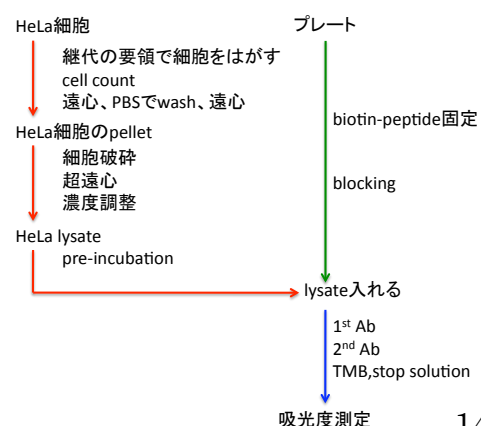 HeLa細胞
継代の要領で細胞をはがす
cell count
遠心、PBSでwash、遠心
HeLa細胞のpellet
細胞破砕
超遠心
濃度調整
HeLa lysate
pre-incubation
プレート
biotin-peptide固定
blocking
lysate入れる
1st Ab
2nd Ab
TMB,stop solution
吸光度測定
1